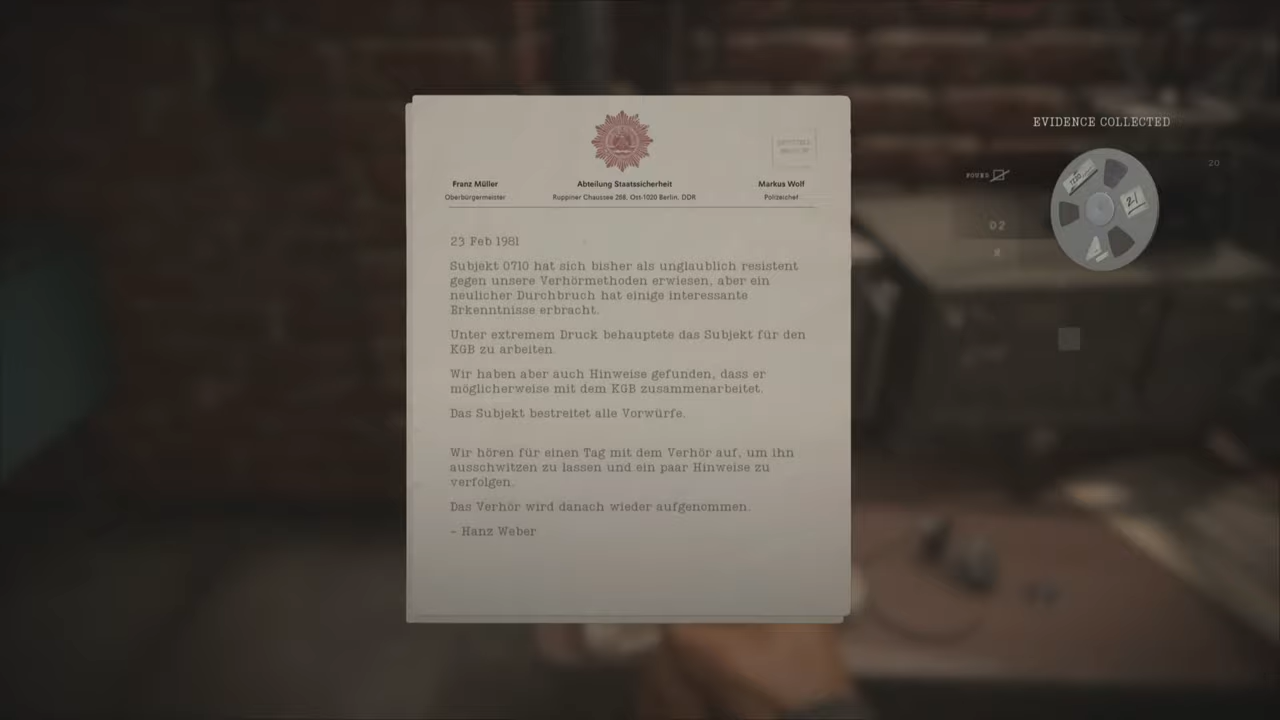 EVIDENCE COLLECTED
20
FOUND
02
21
Franz Müller
Abteilung Staatssicherheit
Markus Wolf
Oberbürgermeister
Ruppiner Chaussee 268, Ost-1020 Berlin, DDR
Polizeichef
23 Feb 1981
Subjekt 0710 hat sich bisher als unglaublich resistent
gegen unsere Verhörmethoden erwiesen, aber ein
neulicher Durchbruch hat einige interessante
Erkenntnisse erbracht.
Unter extremem Druck behauptete das Subjekt für den
KGB zu arbeiten.
Wir haben aber auch Hinweise gefunden, dass er
möglicherweise mit dem KGB zusammenarbeitet.
Das Subjekt bestreitet alle Vorwürfe.
Wir hören für einen Tag mit dem Verhör auf, um ihn
ausschwitzen zu lassen und ein paar Hinweise zu
verfolgen.
Das Verhör wird danach wieder aufgenommen.
– Hanz Weber